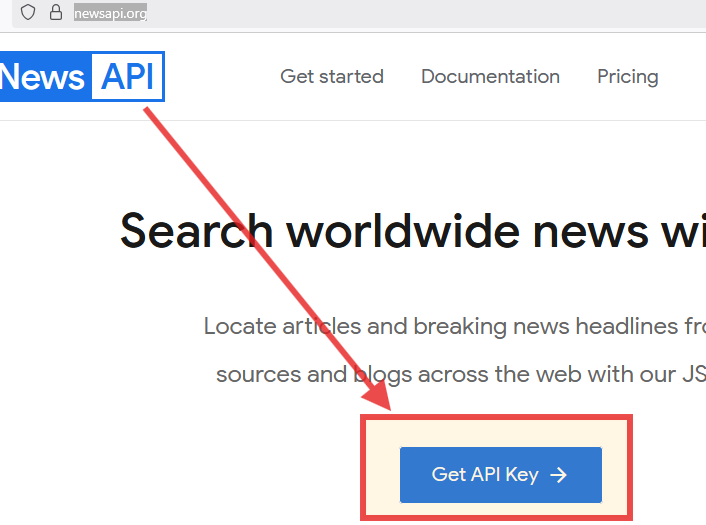 newsapi.org
News API
Get started Documentation Pricing
Search worldwide news wi
Locate articles and breaking news headlines fro
sources and blogs across the web with our JS
Get API Key →